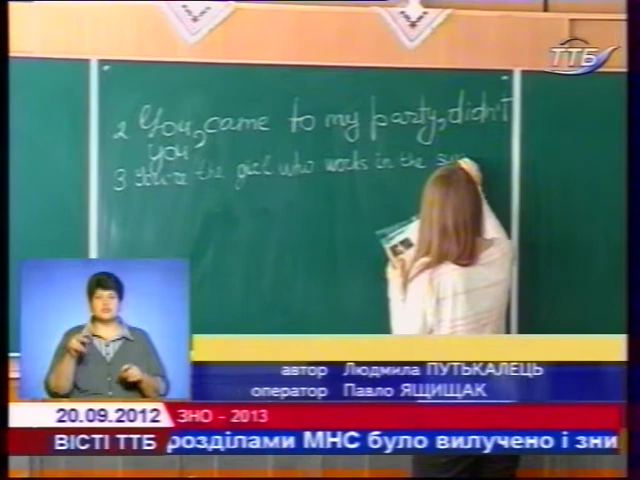 ТТБ
2 You, came to my party, didn't
you
3 You're the girl who works in the
автор Людмила ПУТЬКАЛЕЦЬ
оператор Павло ЯЩИЩАК
20.09.2012 ЗНО - 2013
ВІСТІ ТТБ розділами МНС було вилучено і зни